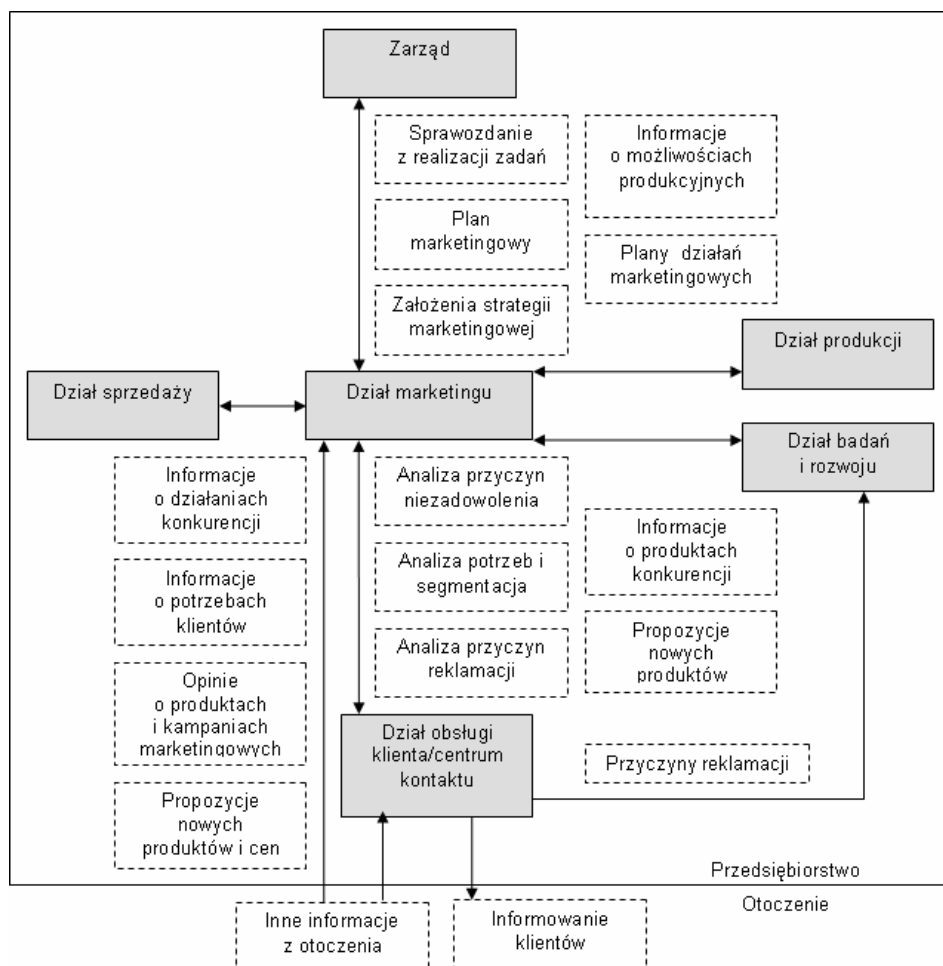 Zarząd
Sprawozdanie
z realizacji zadań
Informacje
o możliwościach
produkcyjnych
Plan
marketingowy
Plany działań
marketingowych
Założenia strategii
marketingowej
Dział produkcji
Dział sprzedaży
Dział marketingu
Dział badań
i rozwoju
Informacje
o działaniach
konkurencji
Analiza przyczyn
niezadowolenia
Informacje
o produktach
konkurencji
Informacje
o potrzebach
klientów
Analiza potrzeb i
segmentacja
Analiza przyczyn
reklamacji
Propozycje
nowych
produktów
Opinie
o produktach
i kampaniach
marketingowych
Dział obsługi
klienta/centrum
kontaktu
Przyczyny reklamacji
Propozycje
nowych
produktów i cen
Przedsiębiorstwo
Otoczenie
Inne informacje
z otoczenia
Informowanie
klientów